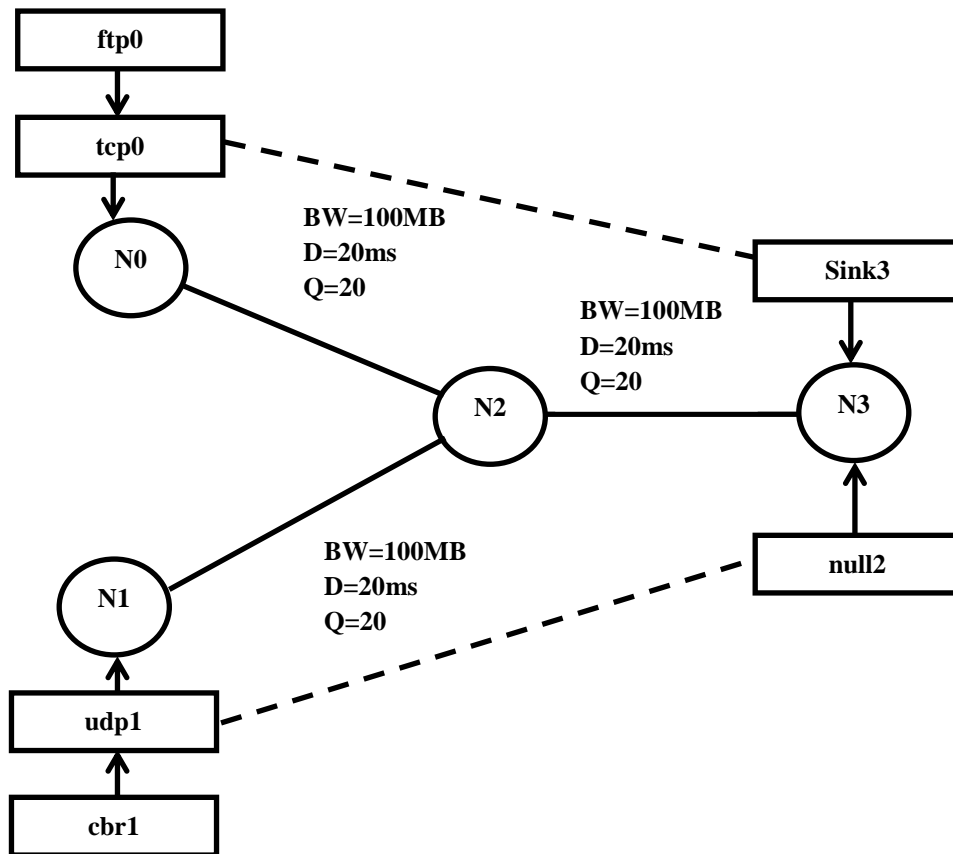 ftp0
tcp0
N0
BW=100MB
D=20ms
Q=20
Sink3
BW=100MB
D=20ms
Q=20
N2
N3
BW=100MB
D=20ms
Q=20
null2
N1
udp1
cbr1